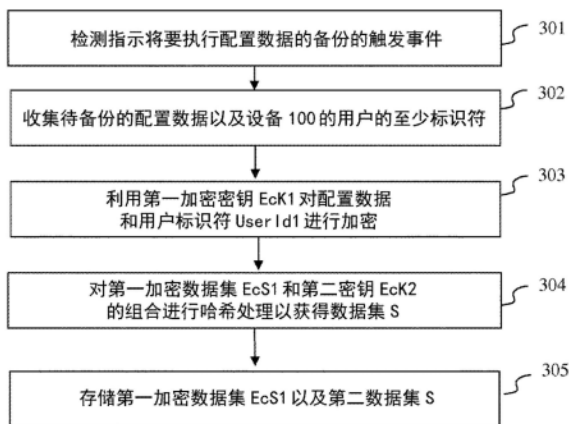 检测指示将要执行配置数据的备份的触发事件
301
收集待备份的配置数据以及设备 100 的用户的至少标识符
302
利用第一加密密钥 EcK1 对配置数据
和用户标识符 UserId1 进行加密
303
对第一加密数据集 EcS1 和第二密钥 EcK2
的组合进行哈希处理以获得数据集 S
304
存储第一加密数据集 EcS1 以及第二数据集 S
305